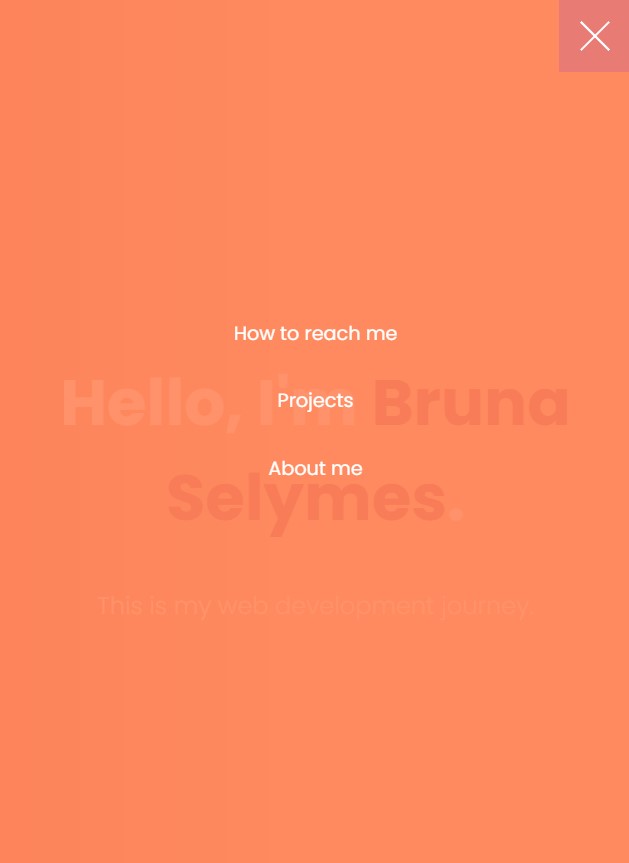 How to reach me
Hello, I'm Bruna
Projects
About me
Selymes.
This is my web development journey.